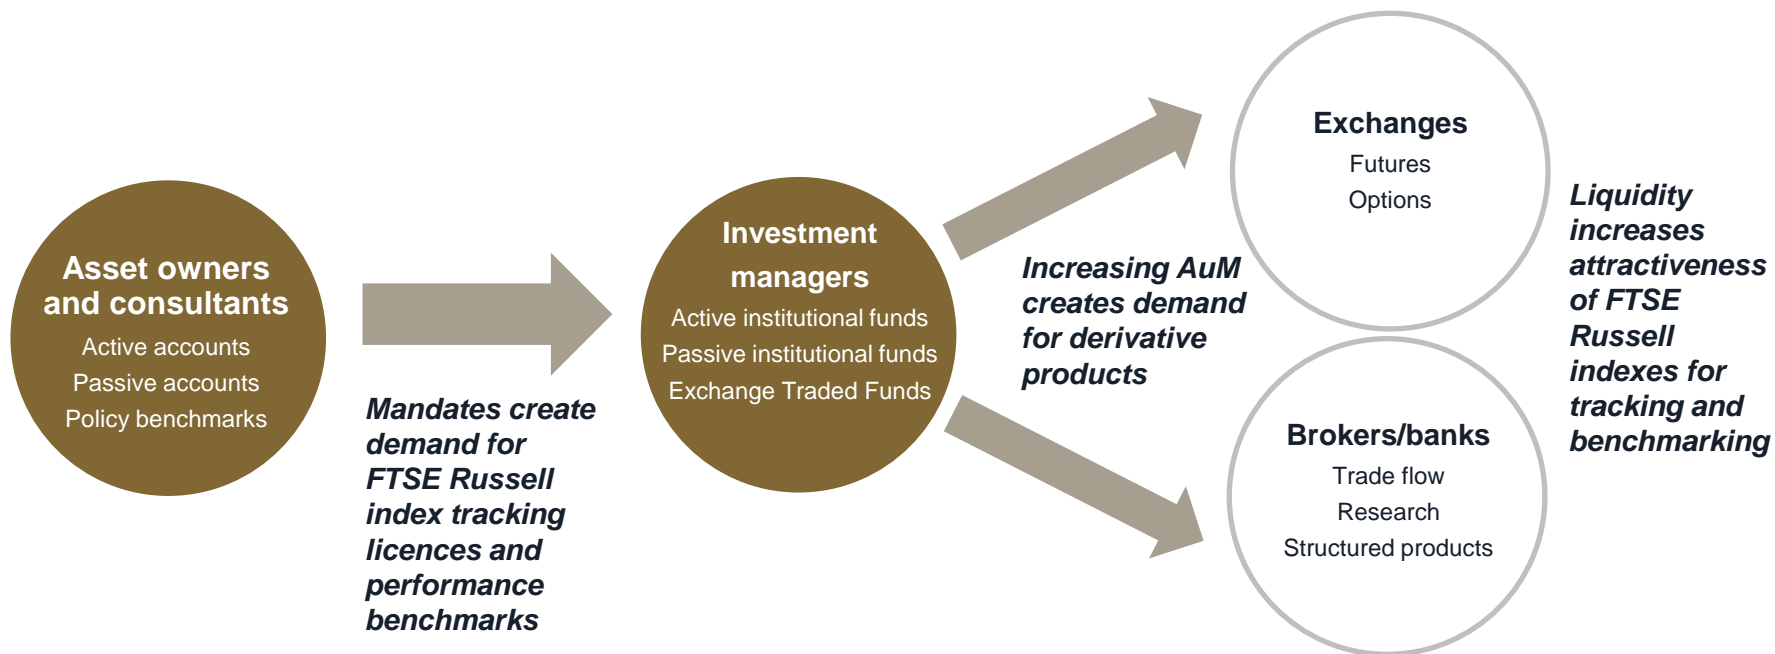 Asset owners
and consultants
Active accounts
Passive accounts
Policy benchmarks
Mandates create
demand for
FTSE Russell
index tracking
licences and
performance
benchmarks
Investment
managers
Active institutional funds
Passive institutional funds
Exchange Traded Funds
Increasing AuM
creates demand
for derivative
products
Exchanges
Futures
Options
Brokers/banks
Trade flow
Research
Structured products
Liquidity
increases
attractiveness
of FTSE
Russell
indexes for
tracking and
benchmarking